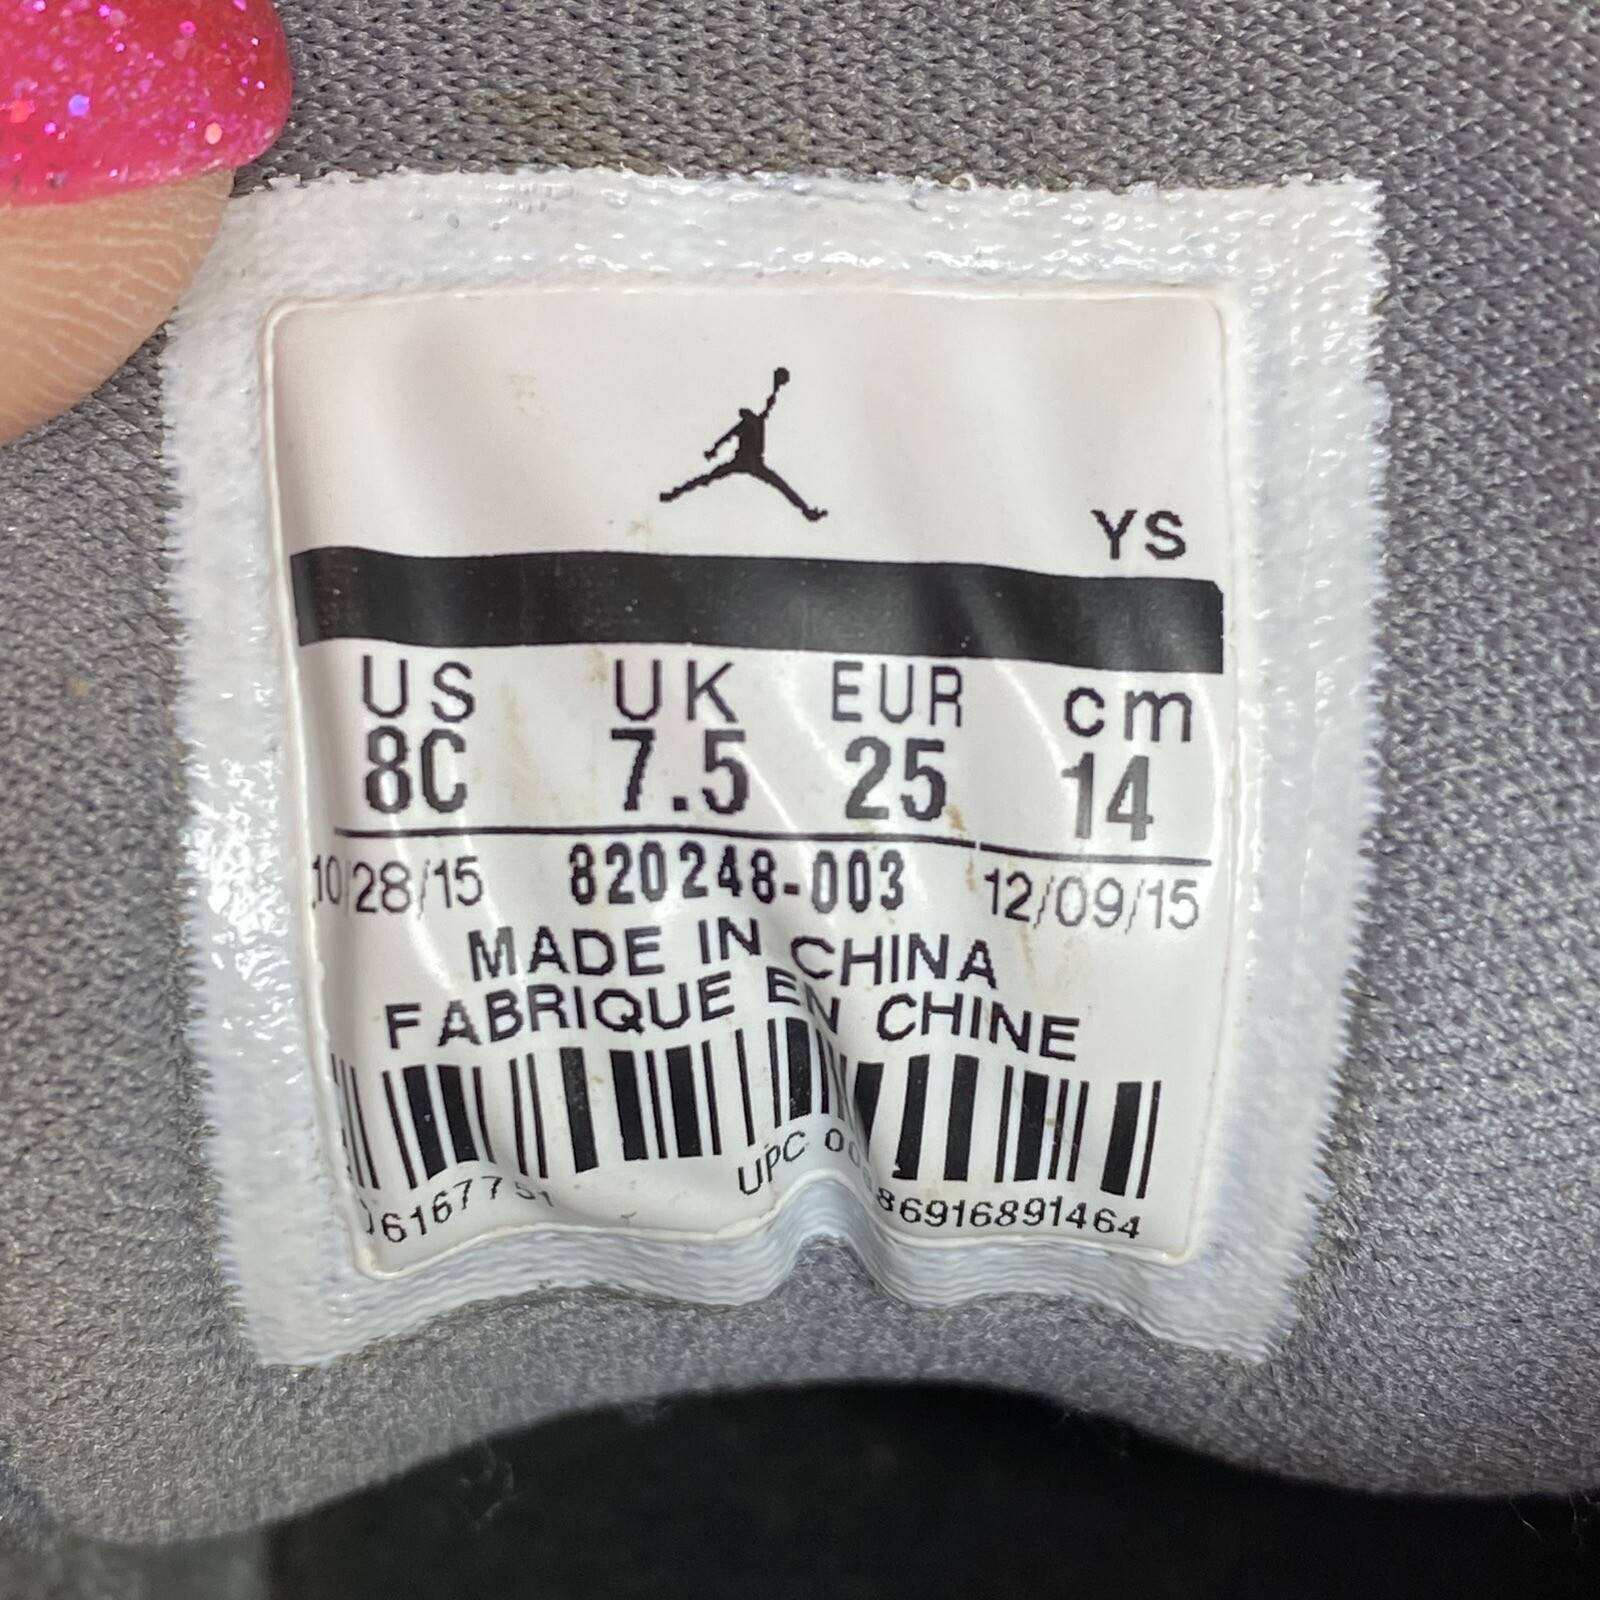 YS
US UK EUR cm
8C 7.5 25 14
10/28/15 820248-003 12/09/15
MADE IN CHINA
FABRIQUE EN CHINE
UPC